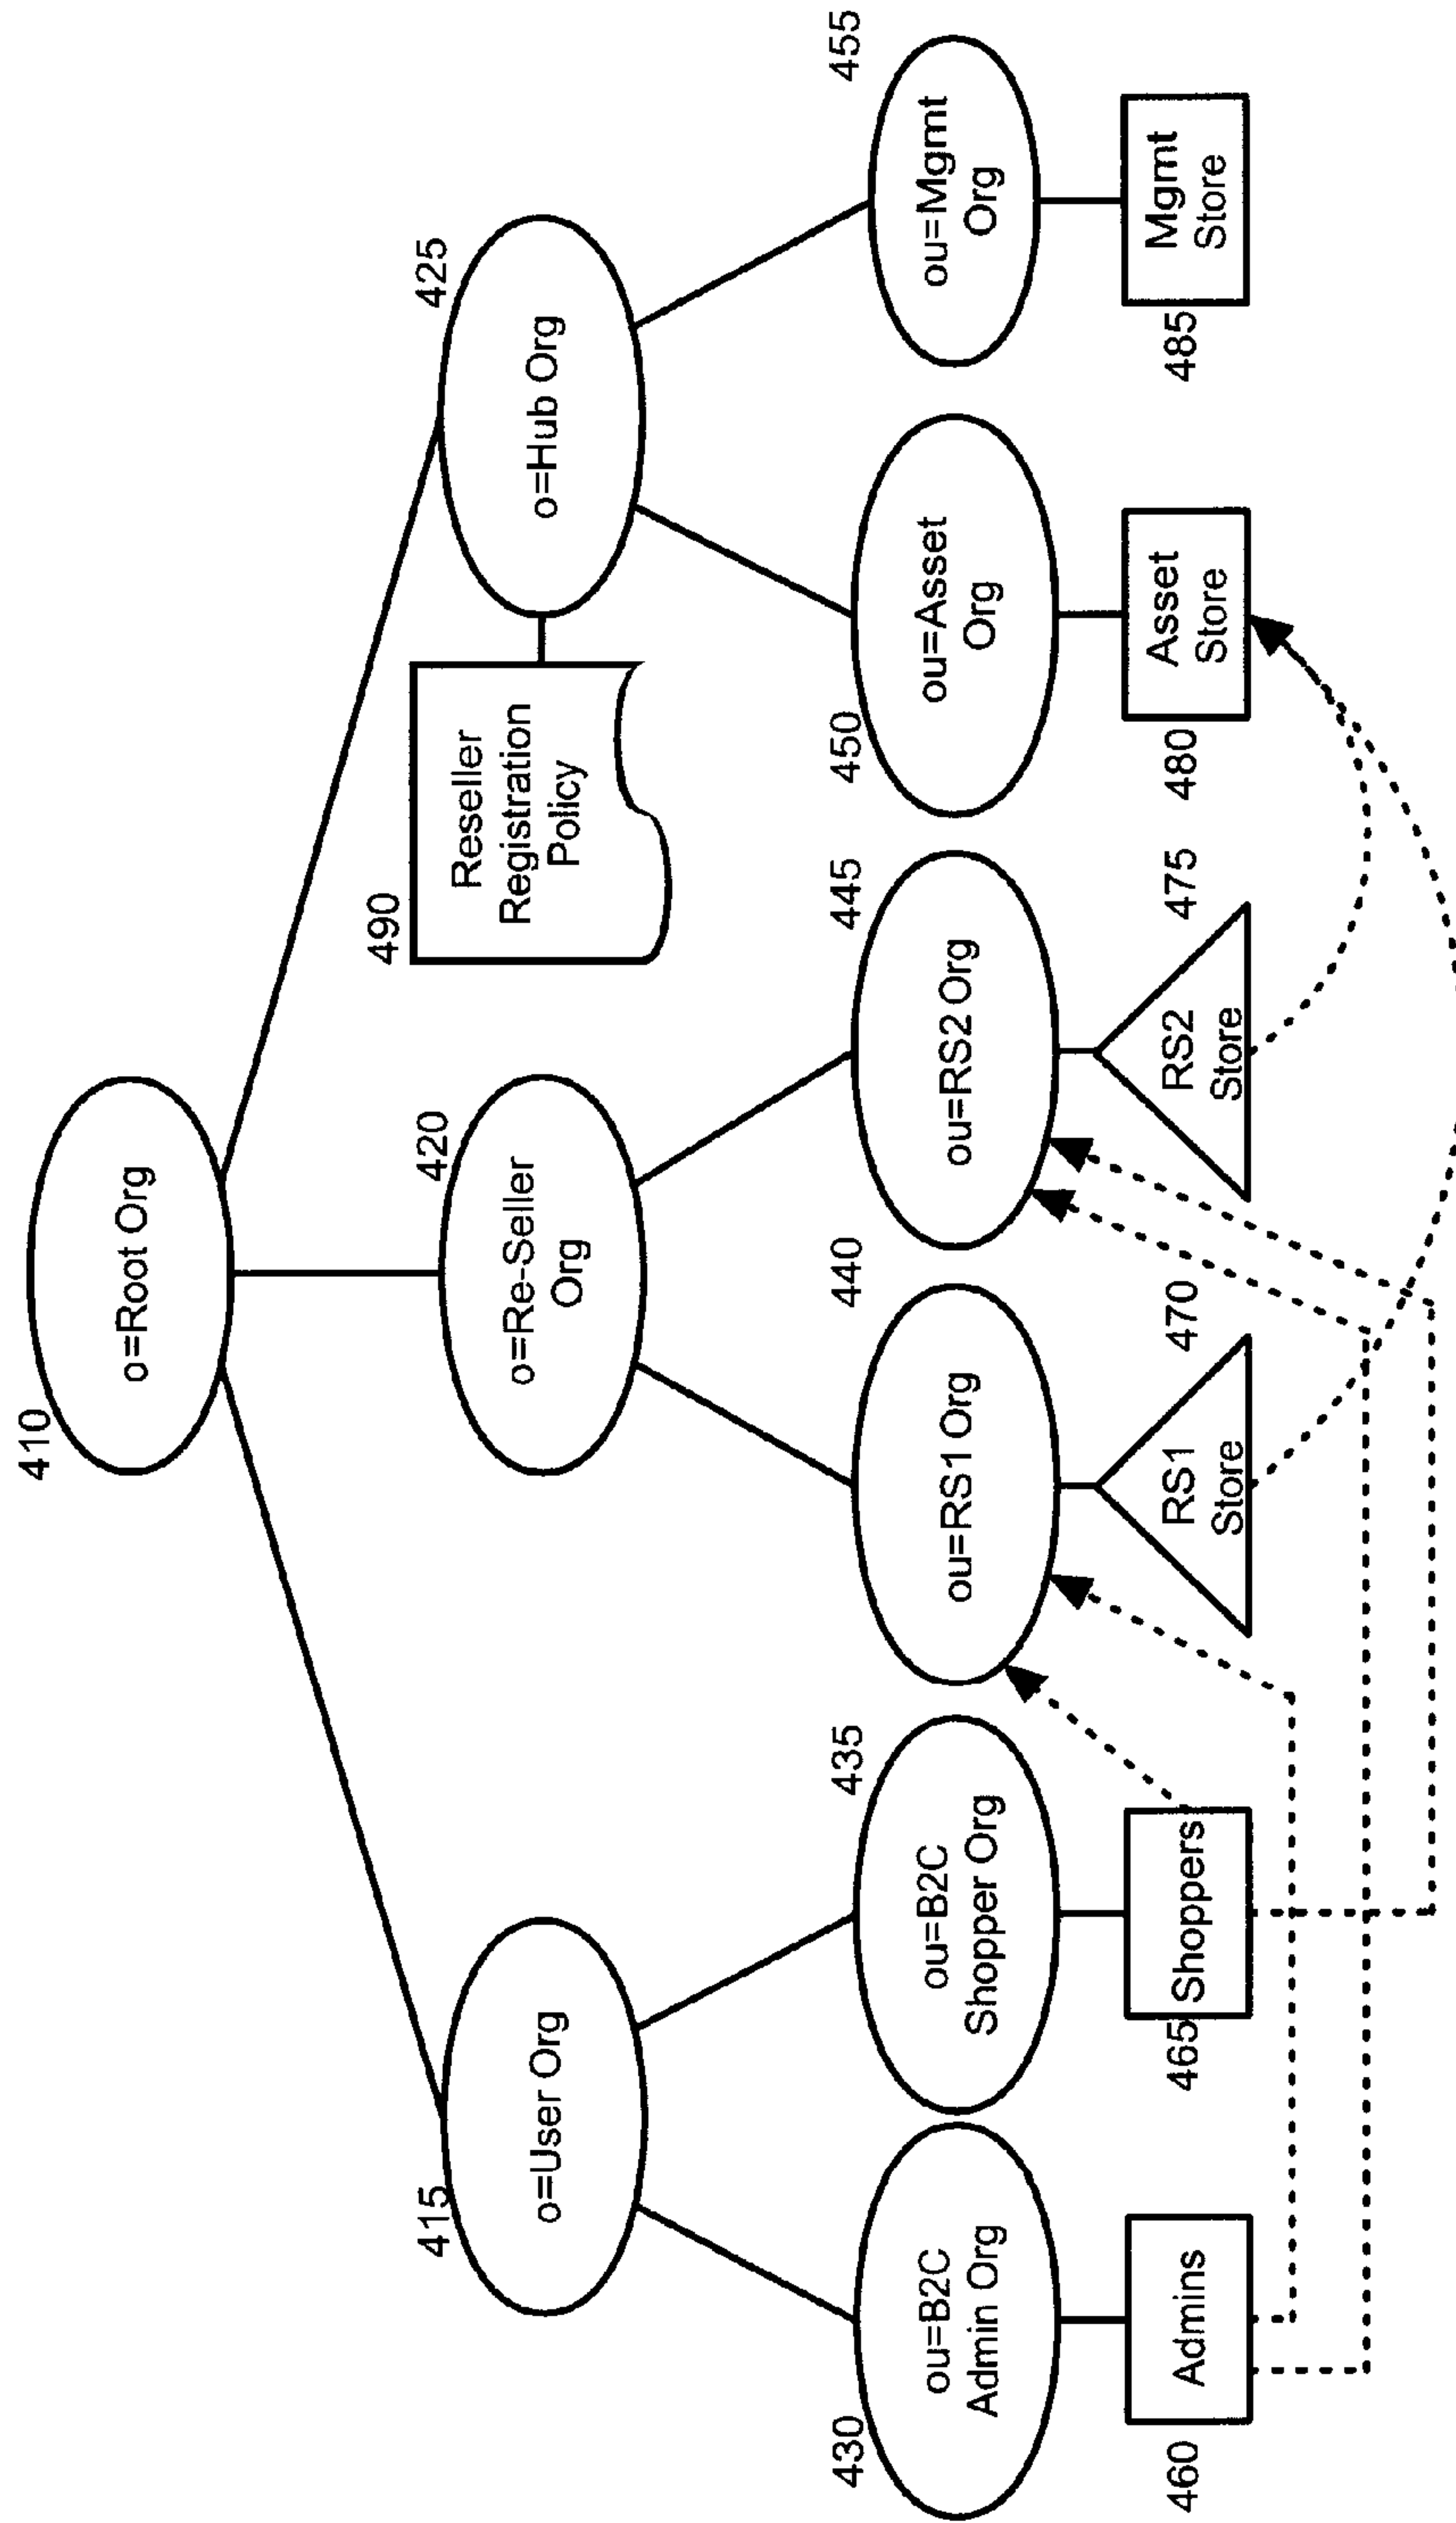 410
o=Root Org
415
o=User Org
420
o=Re-Seller
Org
490
Reseller
Registration
Policy
425
o=Hub Org
430
ou=B2C
Admin Org
435
ou=B2C
Shopper Org
440
ou=RS1 Org
445
ou=RS2 Org
450
ou=Asset
Org
455
ou=Mgmt
Org
460
Admins
465
Shoppers
470
RS1
Store
475
RS2
Store
480
Asset
Store
485
Mgmt
Store